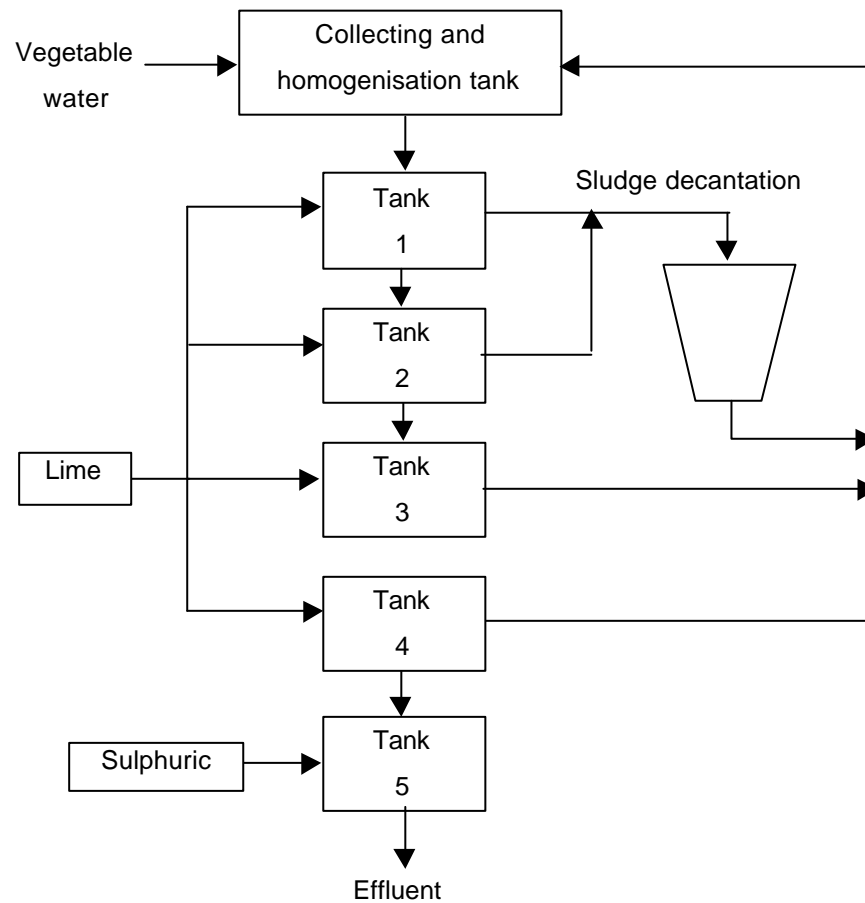 Vegetable
water
Collecting and
homogenisation tank
Tank
1
Sludge decantation
Tank
2
Lime
Tank
3
Tank
4
Sulphuric
Tank
5
Effluent